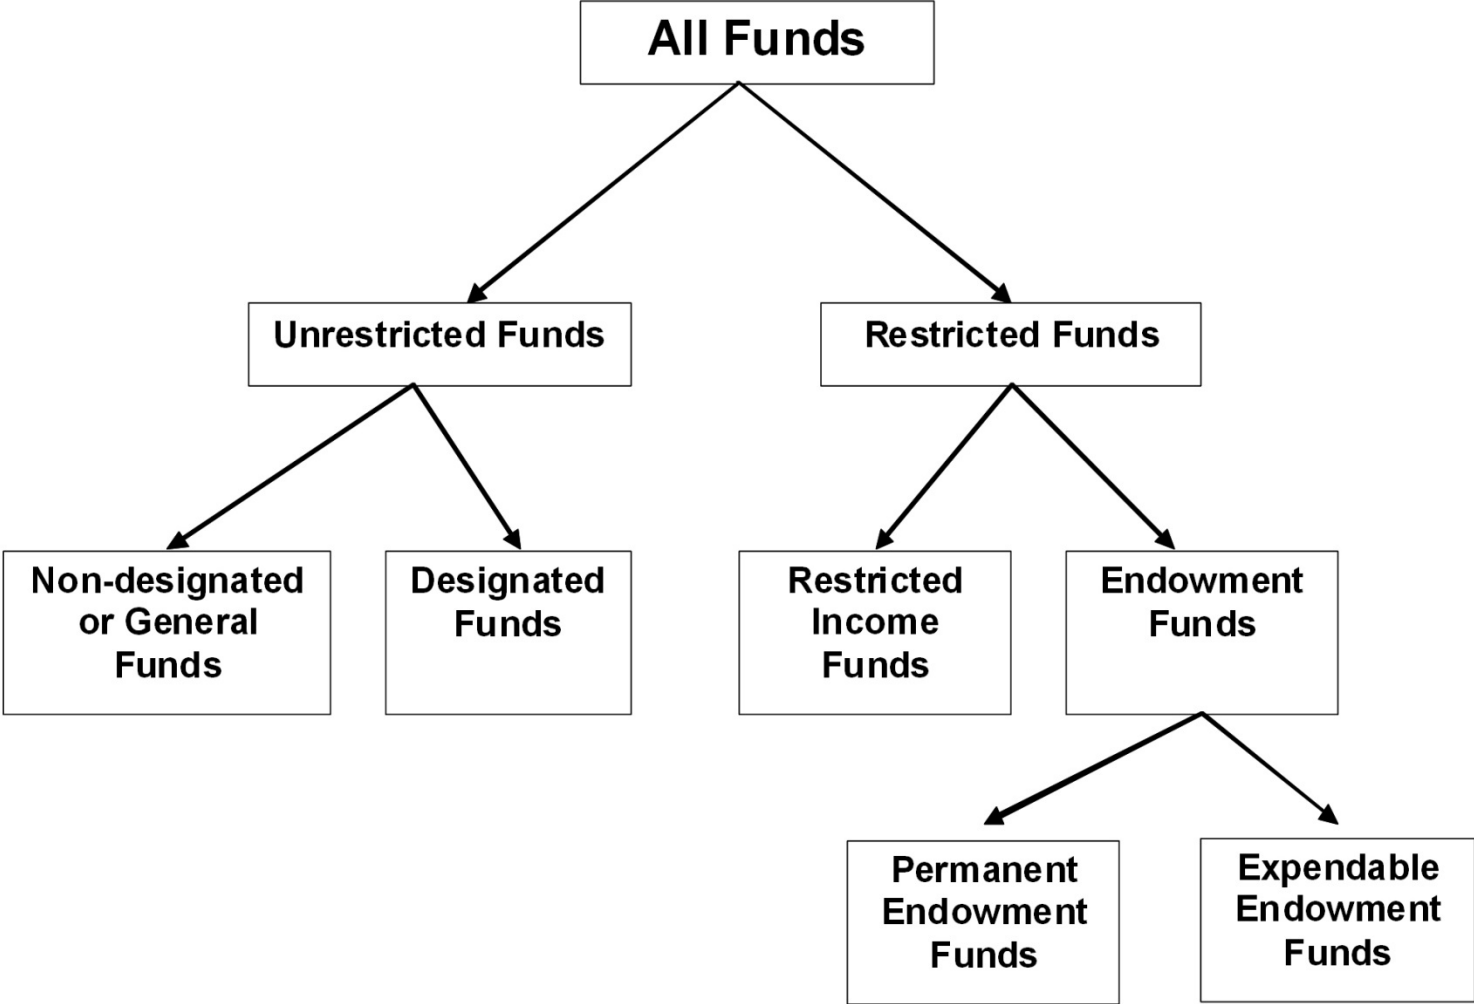 All Funds
Unrestricted Funds
Restricted Funds
Non-designated
or General
Funds
Designated
Funds
Restricted
Income
Funds
Endowment
Funds
Permanent
Endowment
Funds
Expendable
Endowment
Funds